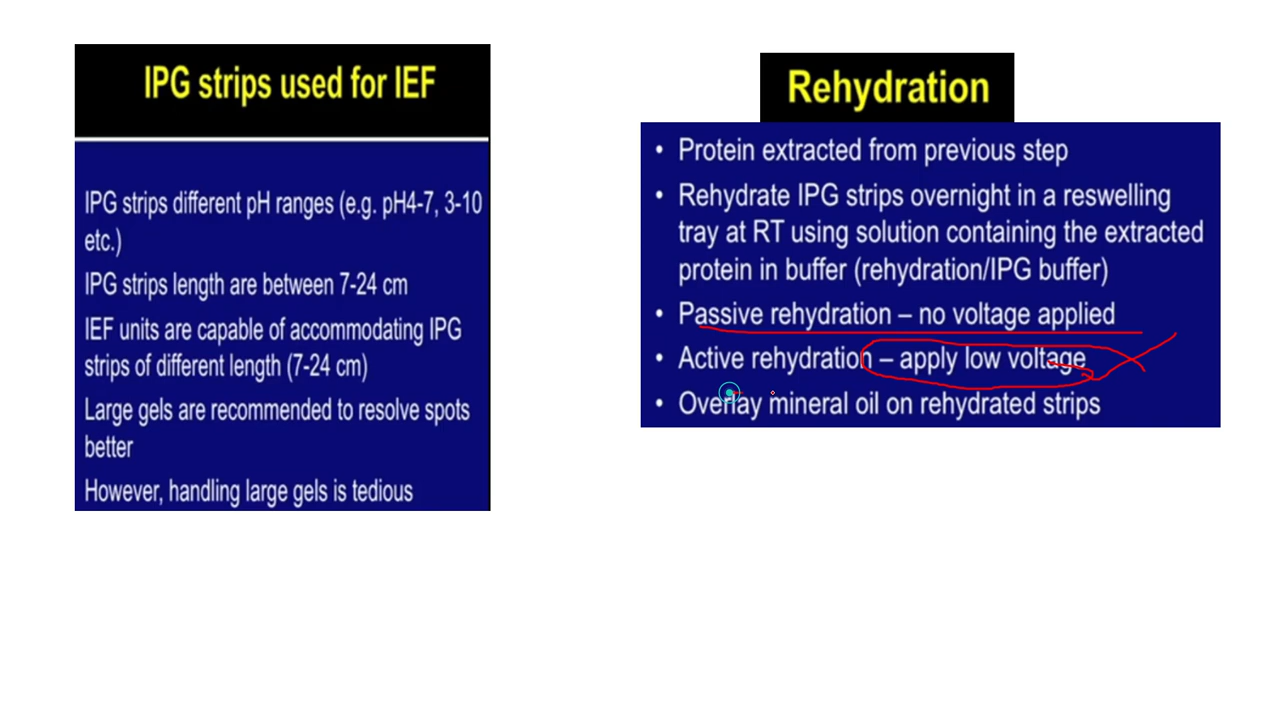 IPG strips used for IEF
IPG strips different pH ranges (e.g. pH4-7, 3-10
etc.)
IPG strips length are between 7-24 cm
IEF units are capable of accommodating IPG
strips of different length (7-24 cm)
Large gels are recommended to resolve spots
better
However, handling large gels is tedious
Rehydration
• Protein extracted from previous step
• Rehydrate IPG strips overnight in a reswelling
tray at RT using solution containing the extracted
protein in buffer (rehydration/IPG buffer)
• Passive rehydration – no voltage applied
• Active rehydration – apply low voltage
• Overlay mineral oil on rehydrated strips